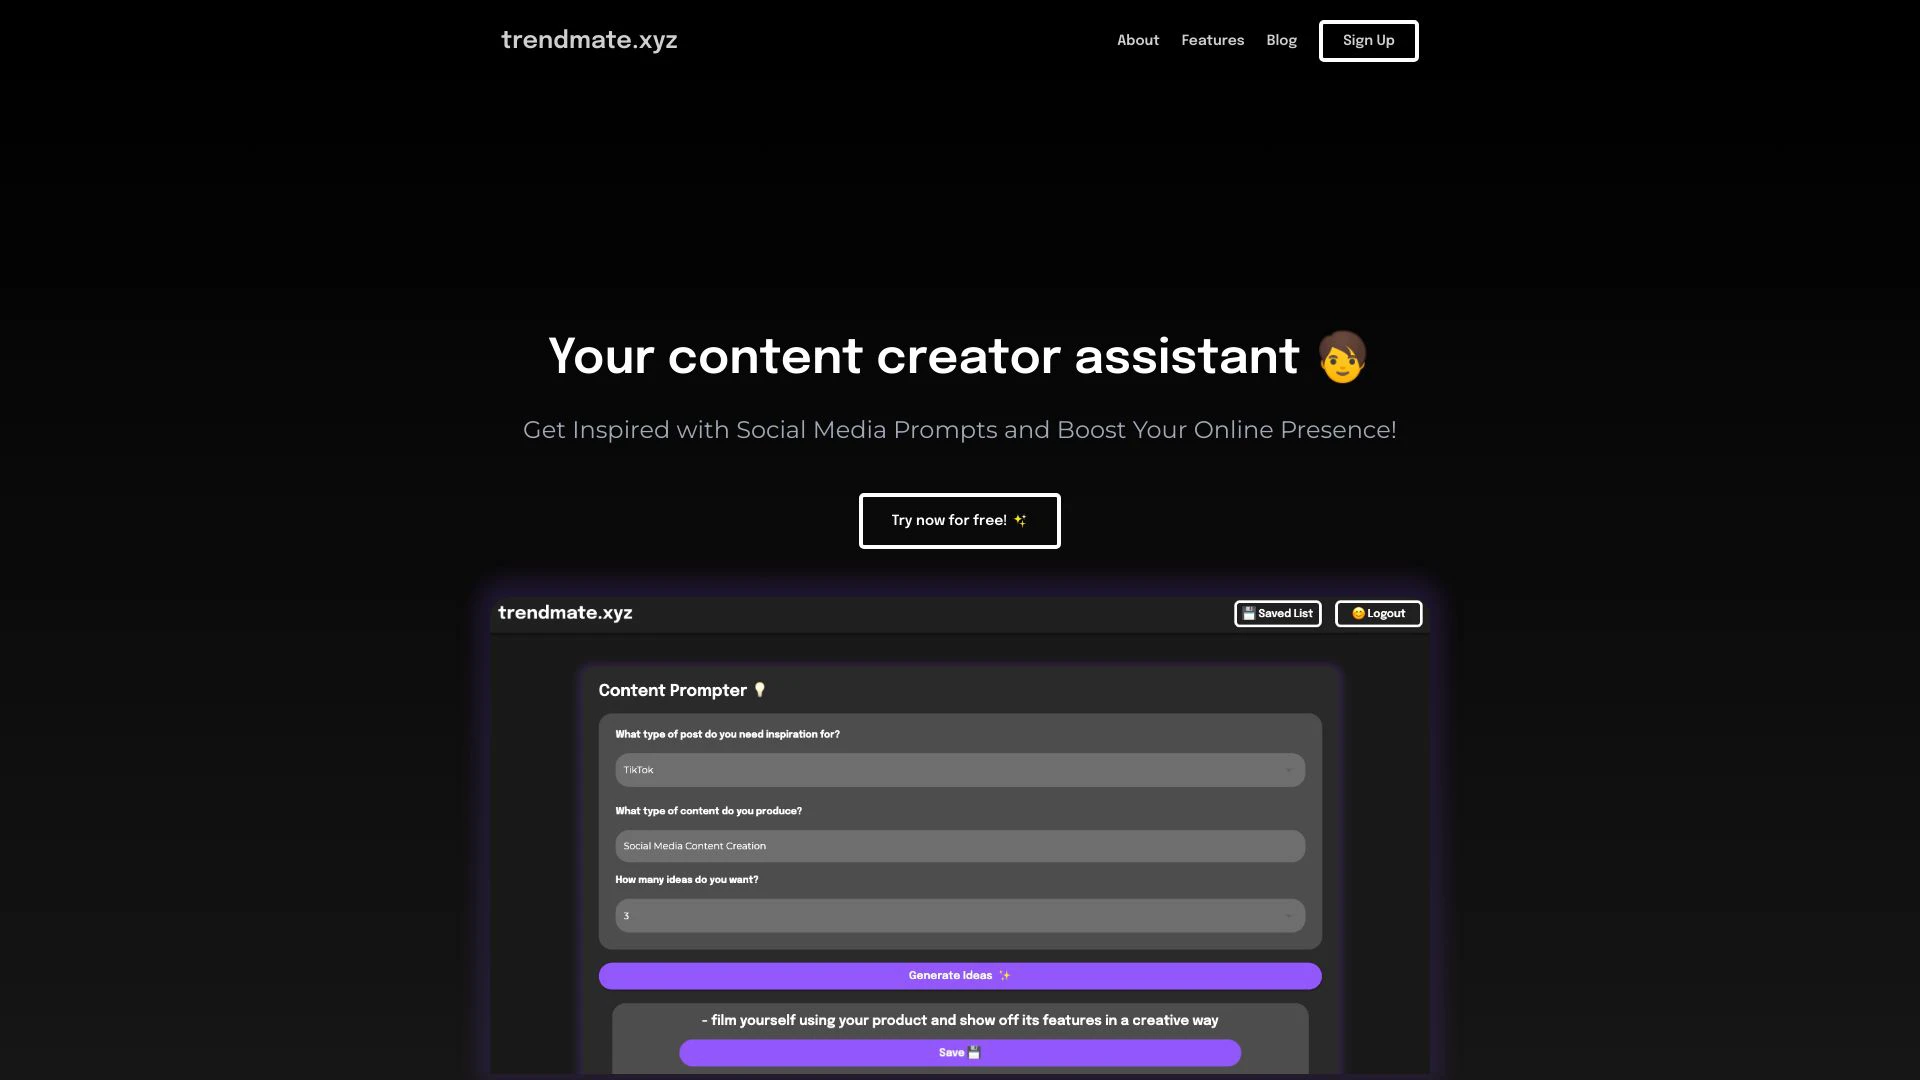 trendmate.xyz
About Features Blog Sign Up
Your content creator assistant
Get Inspired with Social Media Prompts and Boost Your Online Presence!
Try now for free! ✨
trendmate.xyz
💾 Saved List 😊 Logout
Content Prompter 💡
What type of post do you need inspiration for?
TikTok
What type of content do you produce?
Social Media Content Creation
How many ideas do you want?
3
Generate Ideas ✨
- film yourself using your product and show off its features in a creative way
Save 💾